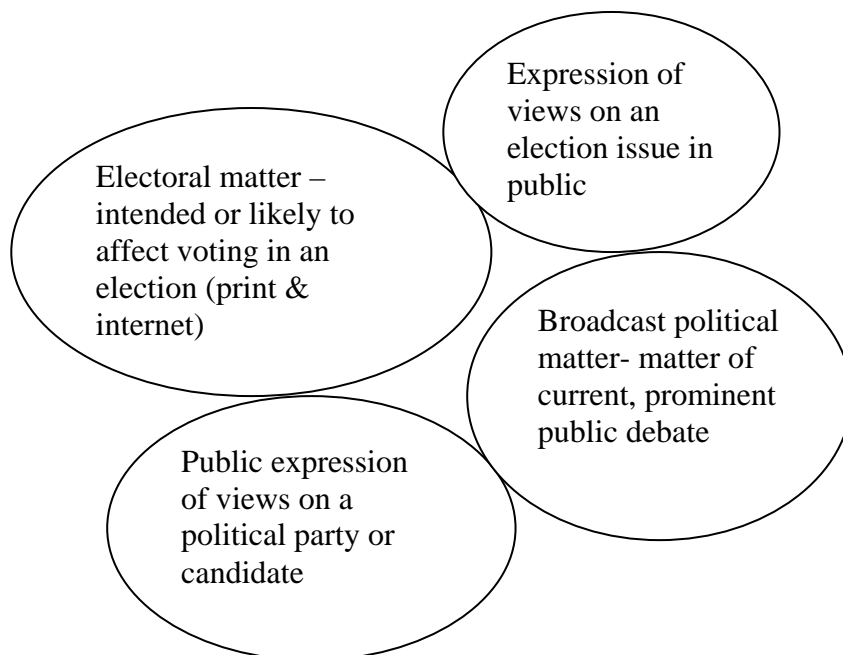 Expression of
views on an
election issue in
public
Electoral matter –
intended or likely to
affect voting in an
election (print &
internet)
Broadcast political
matter- matter of
current, prominent
public debate
Public expression
of views on a
political party or
candidate